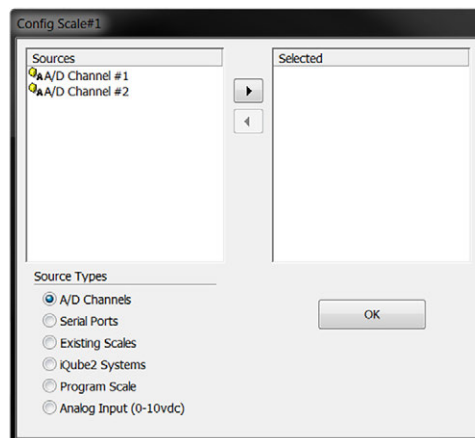 Config Scale#1
Sources
A/D Channel #1
A/D Channel #2
Selected
Source Types
A/D Channels
Serial Ports
Existing Scales
iQube2 Systems
Program Scale
Analog Input (0-10vdc)
OK